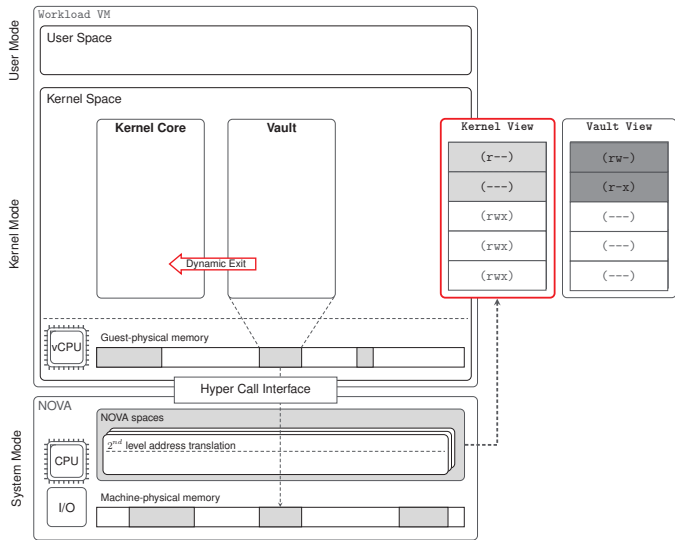 Workload VM
User Mode
User Space
Kernel Mode
Kernel Space
Kernel Core
Vault
Dynamic Exit
Kernel View
(r--)
(---)
(rwx)
(rwx)
(rwx)
Vault View
(rw-)
(r-x)
(---)
(---)
(---)
vCPU
Guest-physical memory
Hyper Call Interface
System Mode
NOVA
NOVA spaces
2nd level address translation
CPU
I/O
Machine-physical memory